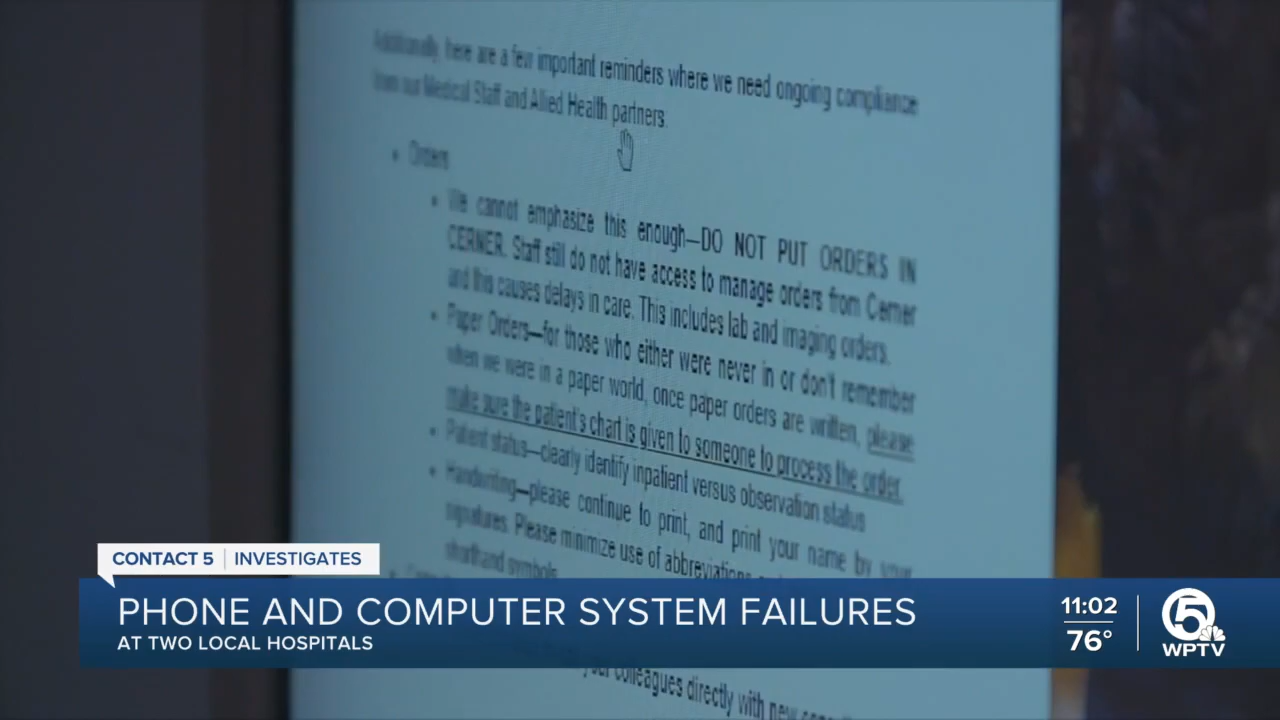 Additionally, here are a few important reminders where we need ongoing compliance
from our Medical Staff and Allied Health partners.
• Orders
• We cannot emphasize this enough—DO NOT PUT ORDERS IN
CERNER. Staff still do not have access to manage orders from Cerner
and this causes delays in care. This includes lab and imaging orders.
• Paper Orders—for those who either were never in or don't remember
when we were in a paper world, once paper orders are written, please
make sure the patient's chart is given to someone to process the order.
• Patient status—clearly identify inpatient versus observation status
• Handwriting—please continue to print, and print your name by your
signatures. Please minimize use of abbreviations
shorthand symbols
CONTACT 5 | INVESTIGATES
PHONE AND COMPUTER SYSTEM FAILURES
AT TWO LOCAL HOSPITALS
11:02
76°
5
WPTV
your colleagues directly with new